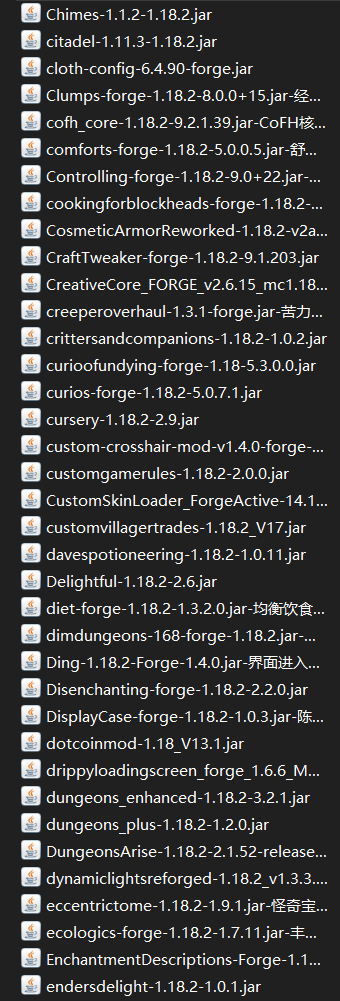 Chimes-1.1.2-1.18.2.jar
citadel-1.11.3-1.18.2.jar
cloth-config-6.4.90-forge.jar
Clumps-forge-1.18.2-8.0.0+15.jar-经...
cofh_core-1.18.2-9.2.1.39.jar-CoFH核...
comforts-forge-1.18.2-5.0.0.5.jar-舒...
Controlling-forge-1.18.2-9.0+22.jar-...
cookingforblockheads-forge-1.18.2-...
CosmeticArmorReworked-1.18.2-v2a...
CraftTweaker-forge-1.18.2-9.1.203.jar
CreativeCore_FORGE_v2.6.15_mc1.18...
creeperoverhaul-1.3.1-forge.jar-苦力...
crittersandcompanions-1.18.2-1.0.2.jar
curioofundying-forge-1.18-5.3.0.0.jar
curios-forge-1.18.2-5.0.7.1.jar
cursery-1.18.2-2.9.jar
custom-crosshair-mod-v1.4.0-forge-...
customgamerules-1.18.2-2.0.0.jar
CustomSkinLoader_ForgeActive-14.1...
customvillagertrades-1.18.2_V17.jar
davespotioneering-1.18.2-1.0.11.jar
Delightful-1.18.2-2.6.jar
diet-forge-1.18.2-1.3.2.0.jar-均衡饮食...
dimdungeons-168-forge-1.18.2.jar-...
Ding-1.18.2-Forge-1.4.0.jar-界面进入...
Disenchanting-forge-1.18.2-2.2.0.jar
DisplayCase-forge-1.18.2-1.0.3.jar-陈...
dotcoinmod-1.18_V13.1.jar
drippyloadingscreen_forge_1.6.6_M...
dungeons_enhanced-1.18.2-3.2.1.jar
dungeons_plus-1.18.2-1.2.0.jar
DungeonsArise-1.18.2-2.1.52-release...
dynamiclightsreforged-1.18.2_v1.3.3....
eccentrictome-1.18.2-1.9.1.jar-怪奇宝...
ecologics-forge-1.18.2-1.7.11.jar-丰...
EnchantmentDescriptions-Forge-1.1...
endersdelight-1.18.2-1.0.1.jar